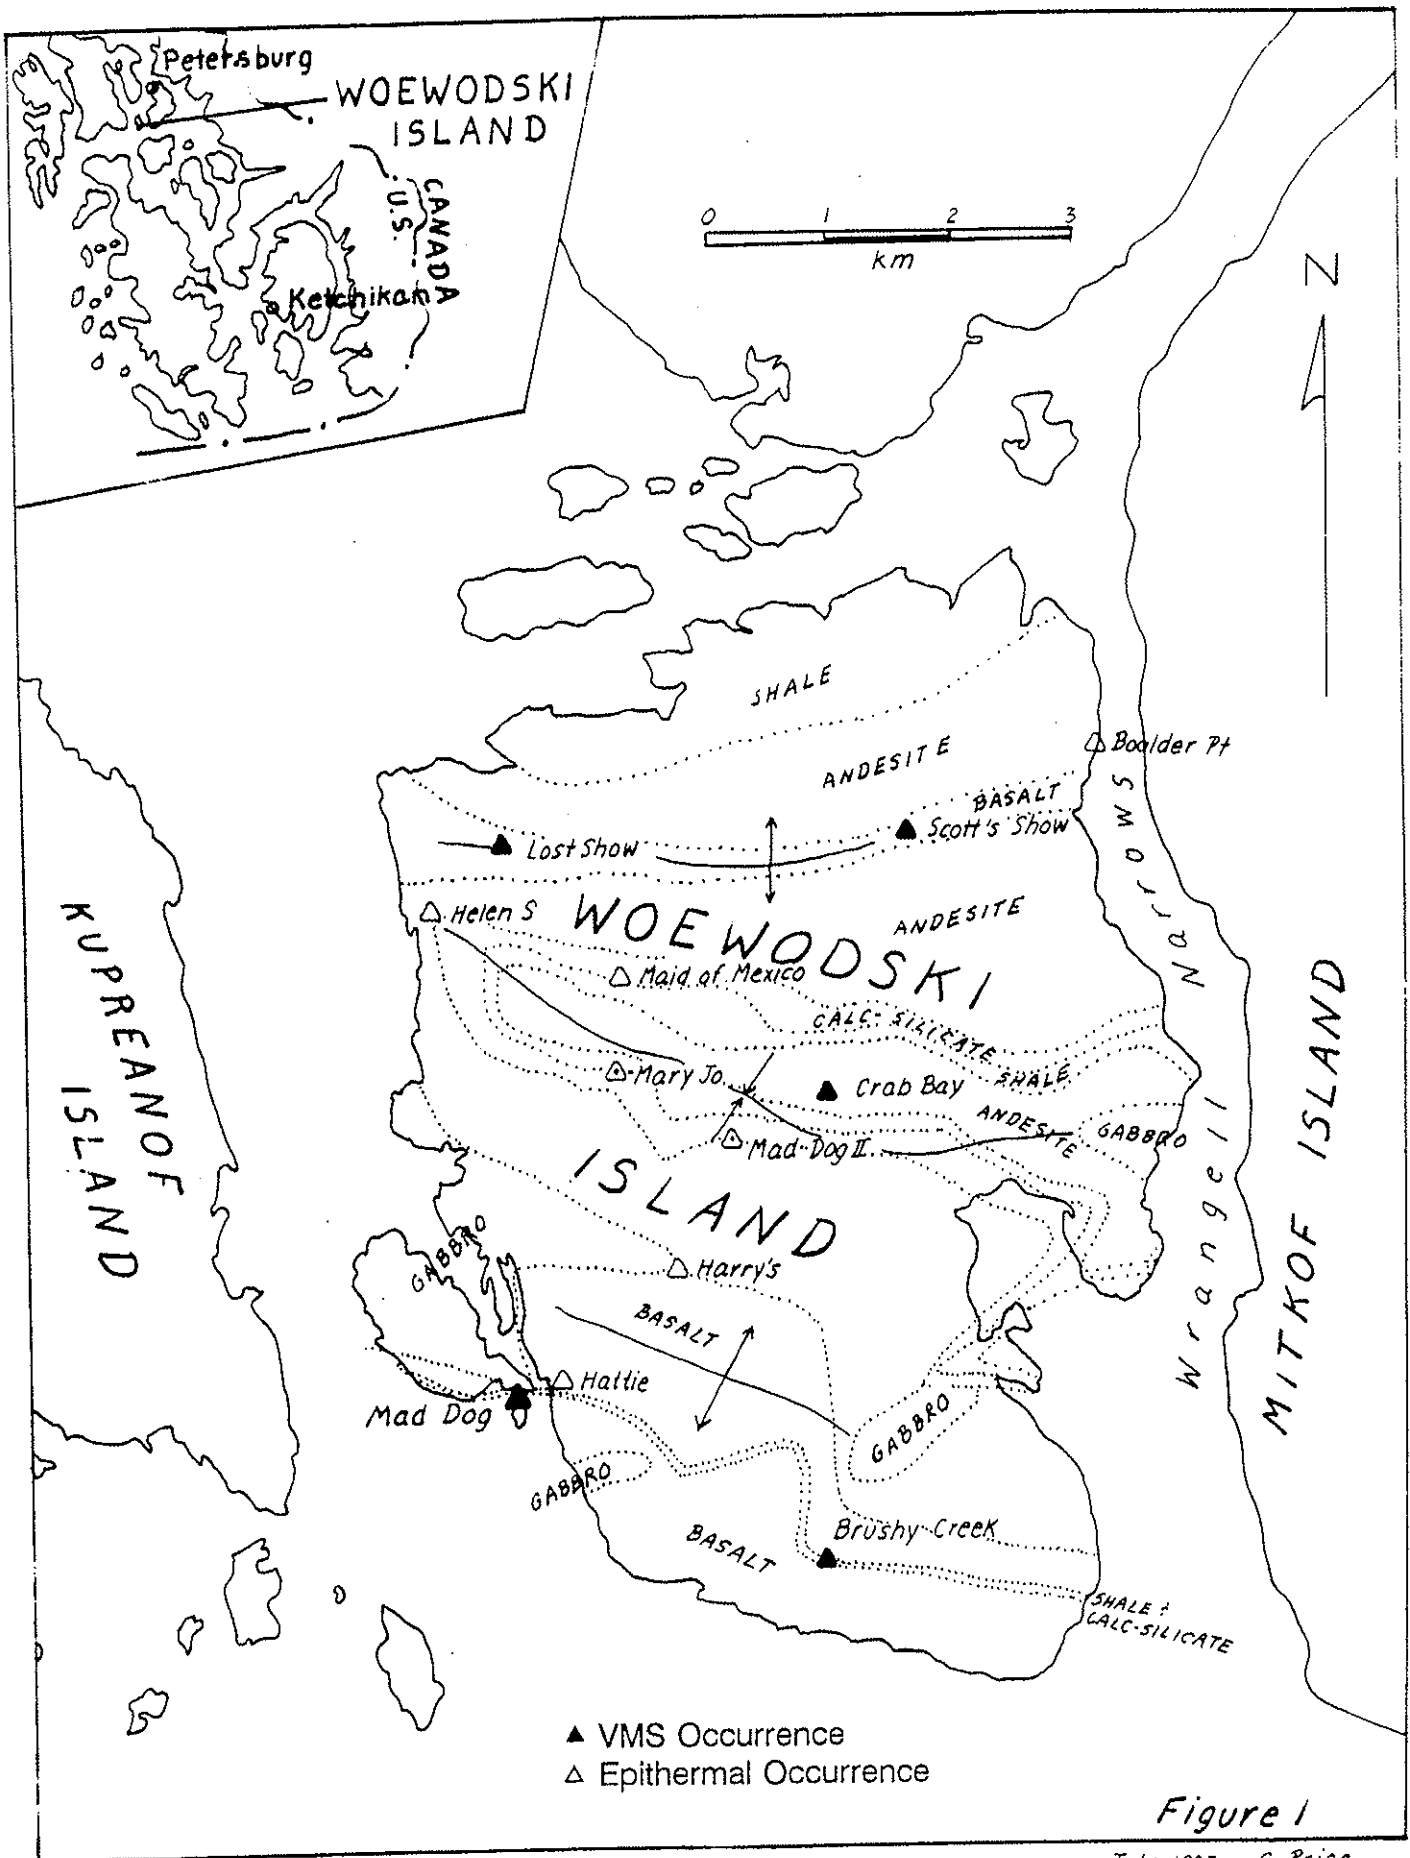 Petersburg
WOEWODSKI
ISLAND
CANADA
U.S.
Ketchikan
0 1 2 3
km
N
SHALE
ANDESITE
Boalder Pt
BASALT
Scott's Show
Lost Show
Helen S
WOEWODSKI
ANDESITE
Maid of Mexico
CALC-SILICATE
SHALE
Mary Jo
Crab Bay
ANDESITE
GABBRO
Mad Dog II
ISLAND
KUPREANOF
ISLAND
Wrangell Narrows
MITKOF ISLAND
GABBRO
Harry's
BASALT
Hattie
Mad Dog
GABBRO
GABBRO
Brushy Creek
BASALT
SHALE &
CALC-SILICATE
VMS Occurrence
Epithermal Occurrence
Figure 1